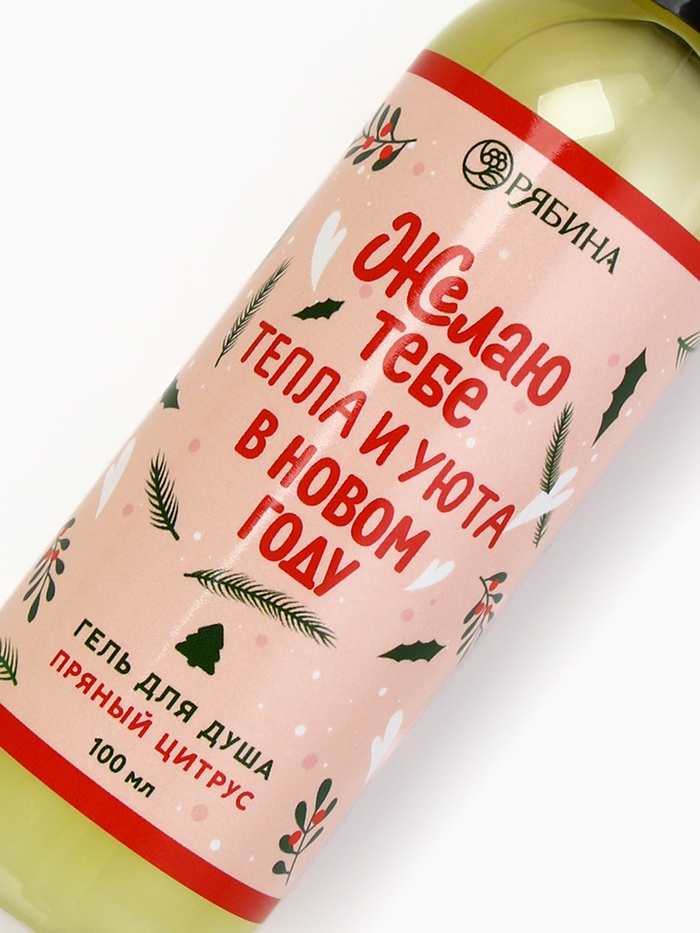 РЯБИНА
Желаю
тебе
ТЕПЛА И УЮТА
В НОВОМ
ГОДУ
ГЕЛЬ ДЛЯ ДУША
ПРЯНЫЙ ЦИТРУС
100 мл